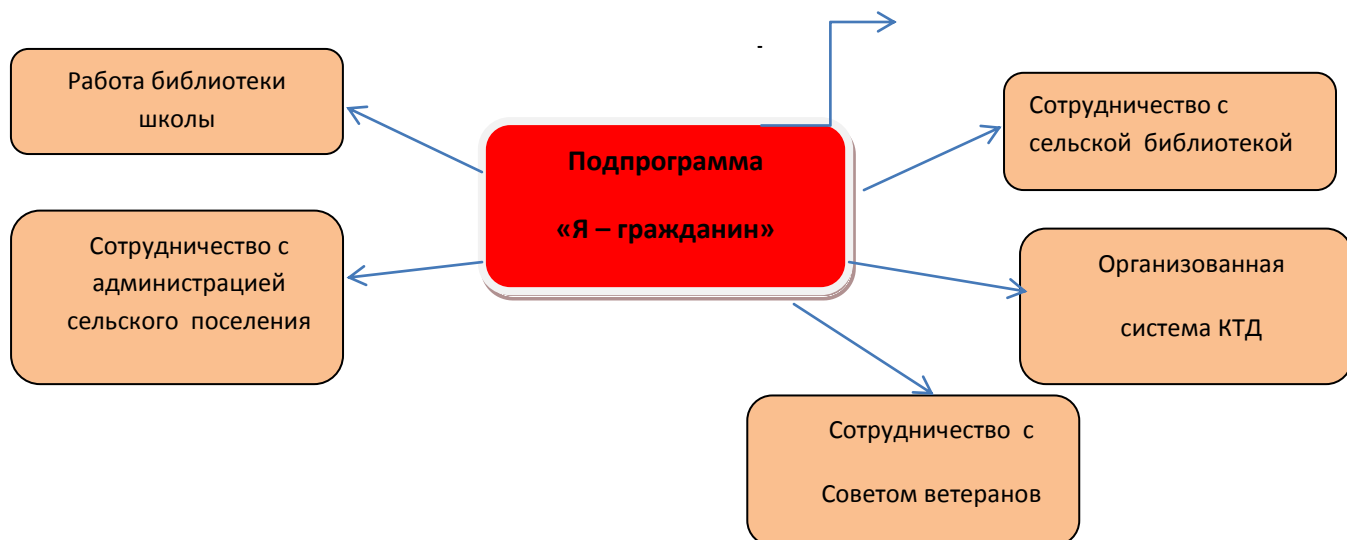 -
Работа библиотеки
школы
Сотрудничество с
сельской библиотекой
Подпрограмма
«Я – гражданин»
Сотрудничество с
администрацией
сельского поселения
Организованная
система КТД
Сотрудничество с
Советом ветеранов